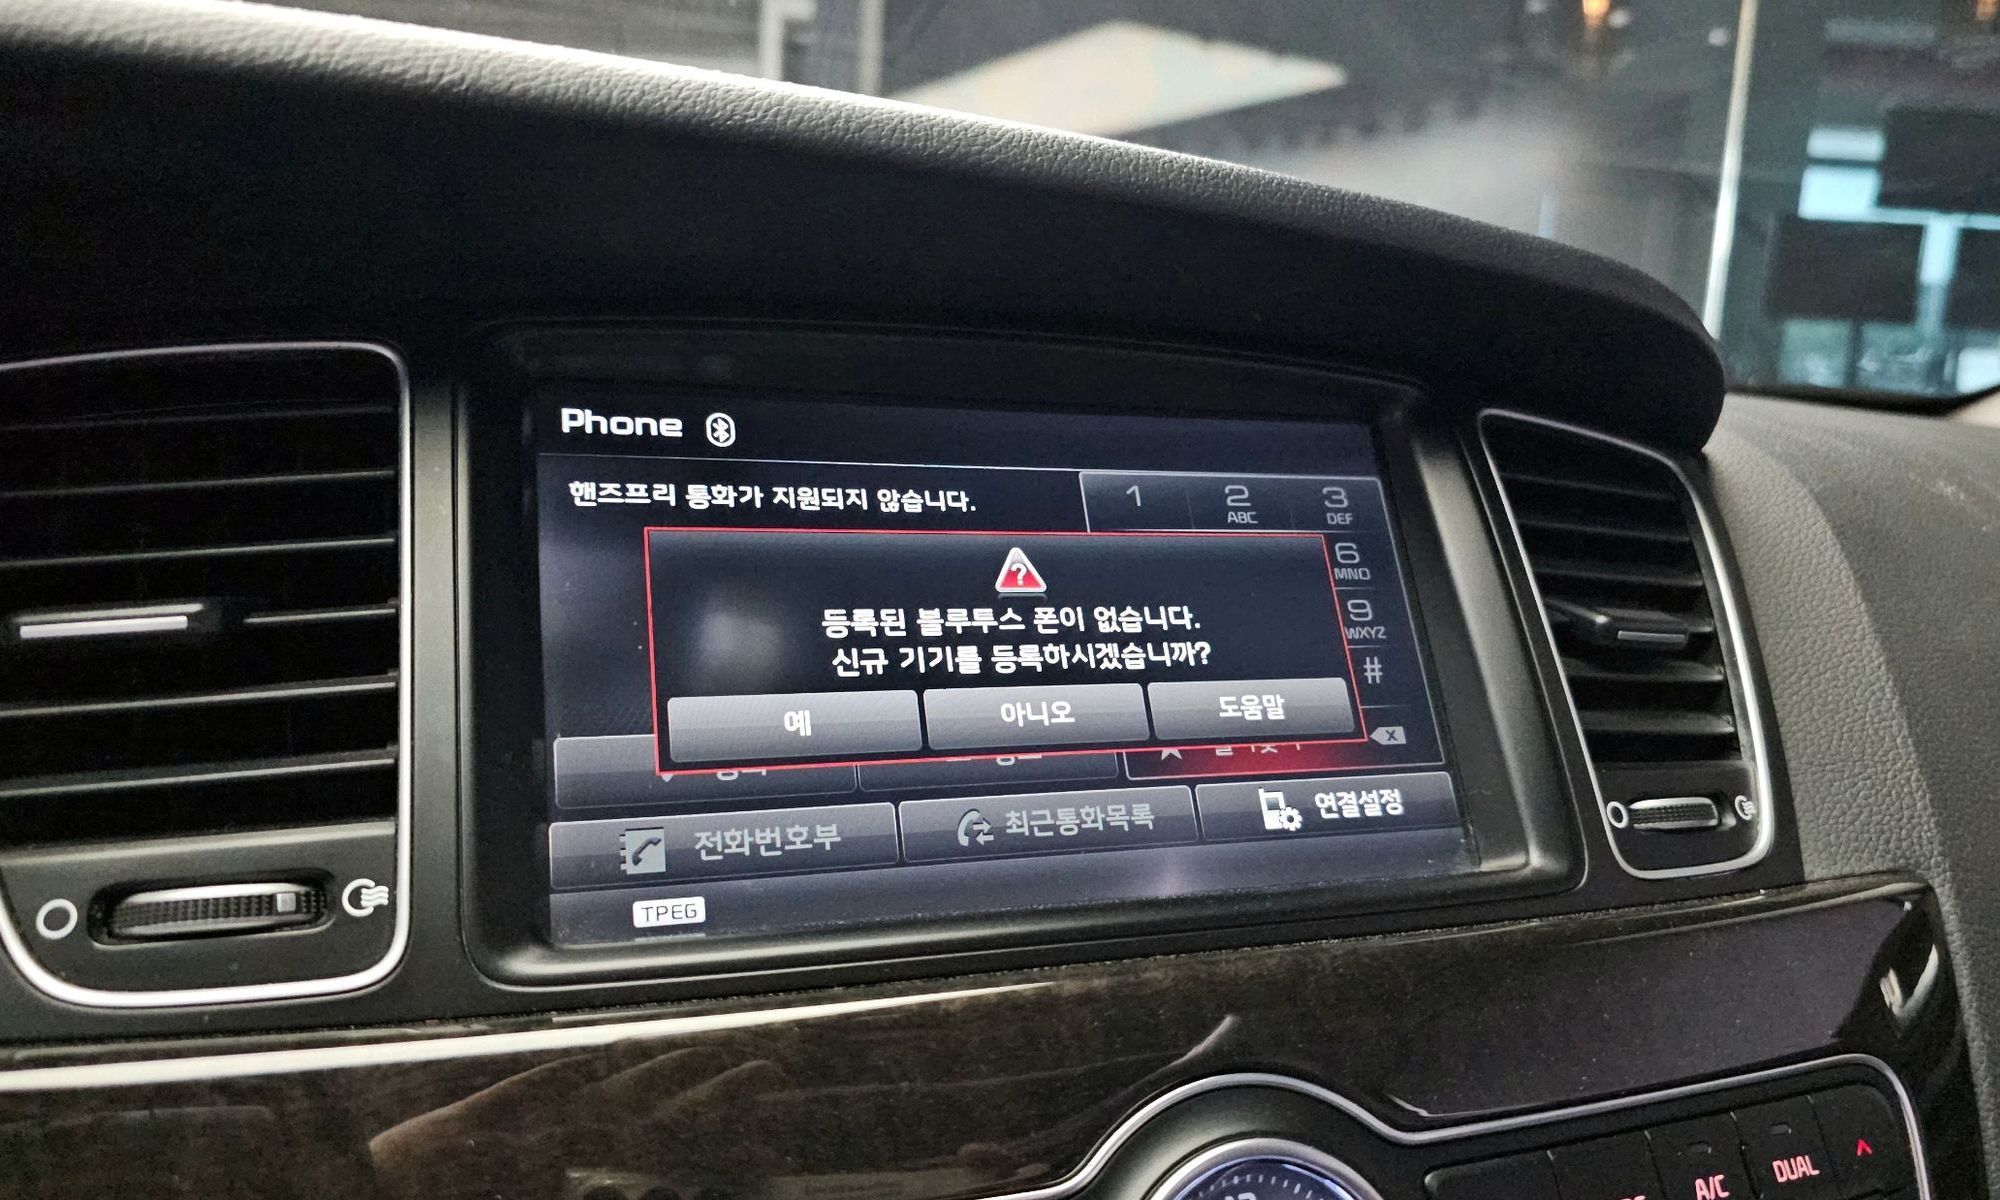 Phone
핸즈프리 통화가 지원되지 않습니다.
1
2
ABC
3
DEF
6
MNO
9
WXYZ
#
등록된 블루투스 폰이 없습니다.
신규 기기를 등록하시겠습니까?
예
아니오
도움말
전화번호부
최근통화목록
연결설정
TPEG
A/C
DUAL